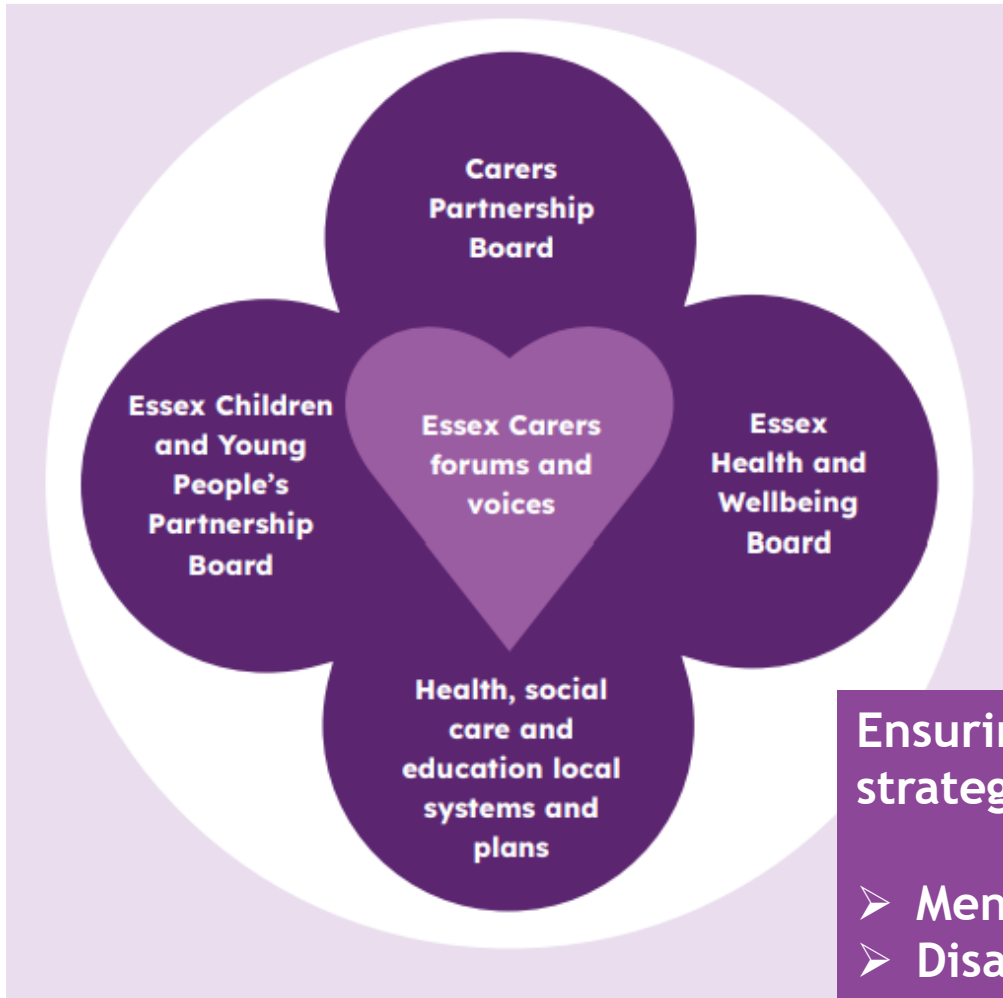 Carers
Partnership
Board
Essex Children
and Young
People's
Partnership
Board
Essex Carers
forums and
voices
Essex
Health and
Wellbeing
Board
Health, social
care and
education local
systems and
plans